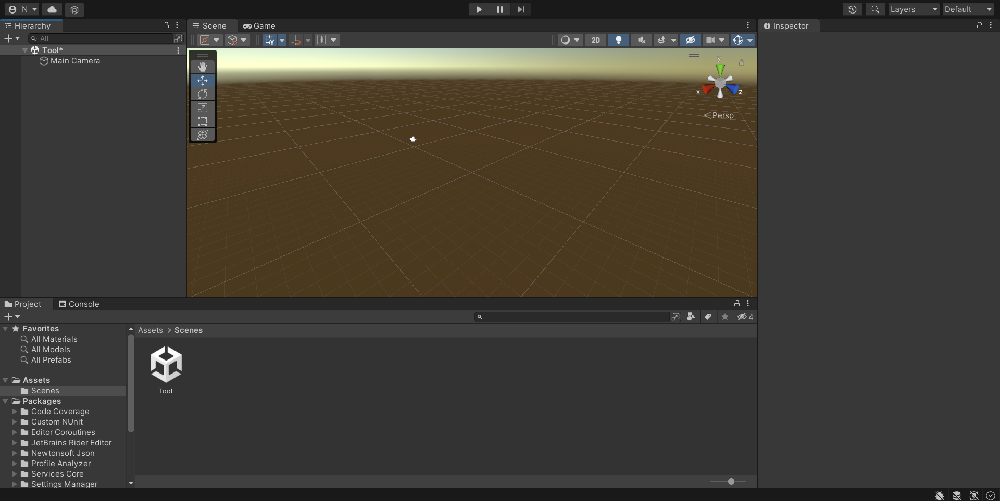 N
Layers
Default
Hierarchy
All
Tool*
Main Camera
Scene
Game
2D
y
x
z
Persp
Inspector
Project
Console
4
Favorites
All Materials
All Models
All Prefabs
Assets
Scenes
Packages
Code Coverage
Custom NUnit
Editor Coroutines
JetBrains Rider Editor
Newtonsoft Json
Profile Analyzer
Services Core
Settings Manager
Assets > Scenes
Tool